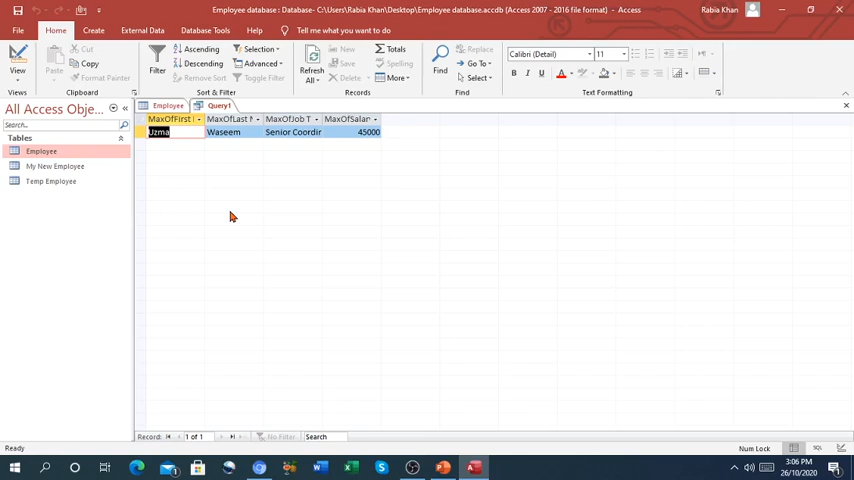 Employee database : Database- C:\Users\Rabia Khan\Desktop\Employee database.accdb (Access 2007 - 2016 file format) - Access
Rabia Khan
File
Home
Create
External Data
Database Tools
Help
Tell me what you want to do
View
Views
Paste
Cut
Copy
Format Painter
Clipboard
Filter
Ascending
Descending
Remove Sort
Selection
Advanced
Toggle Filter
Sort & Filter
Refresh All
New
Save
Delete
Totals
Spelling
More
Records
Find
Replace
Go To
Select
Find
Calibri (Detail)
11
B I U
A
Text Formatting
All Access Obje...
Search...
Tables
Employee
My New Employee
Temp Employee
Employee
Query1
MaxOfFirst
MaxOfLast
MaxOfJob T
MaxOfSalar
Uzma
Waseem
Senior Coordir
45000
Record:
1 of 1
No Filter
Search
Ready
Num Lock
SQL
3:06 PM
26/10/2020